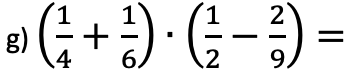 g) (1/4 + 1/6) · (1/2 − 2/9) =